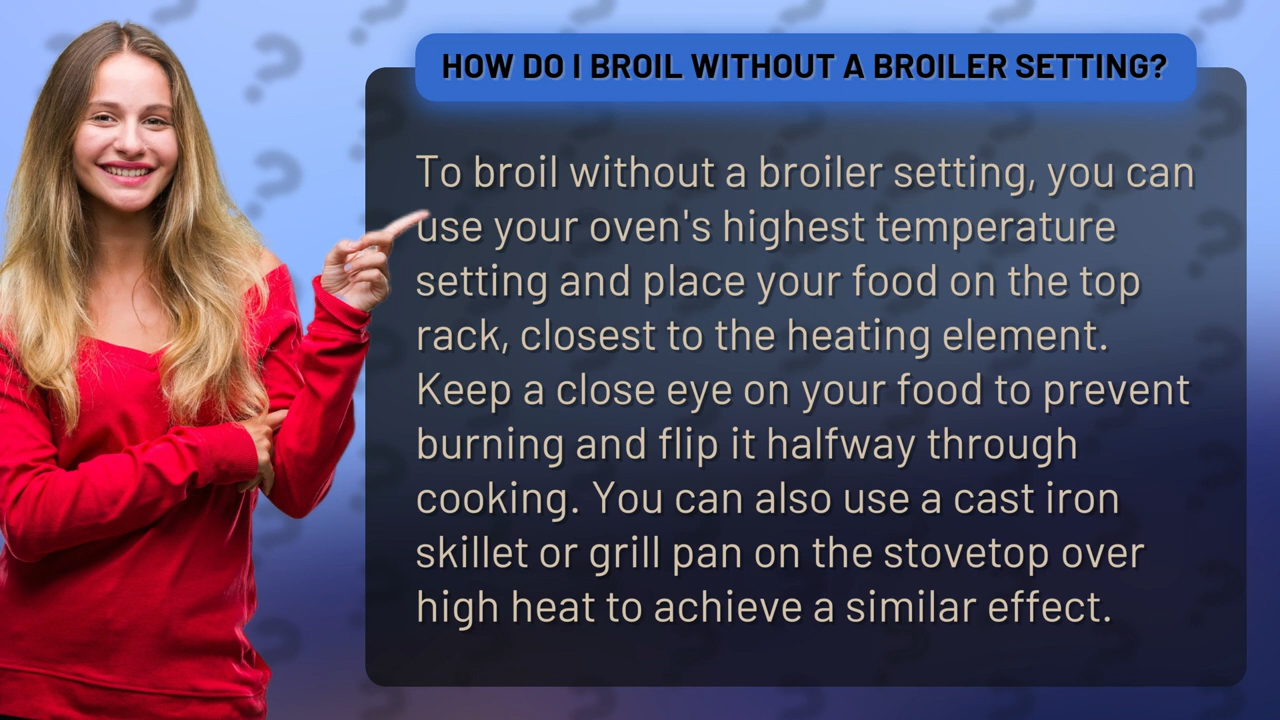 HOW DO I BROIL WITHOUT A BROILER SETTING?
To broil without a broiler setting, you can
use your oven's highest temperature
setting and place your food on the top
rack, closest to the heating element.
Keep a close eye on your food to prevent
burning and flip it halfway through
cooking. You can also use a cast iron
skillet or grill pan on the stovetop over
high heat to achieve a similar effect.